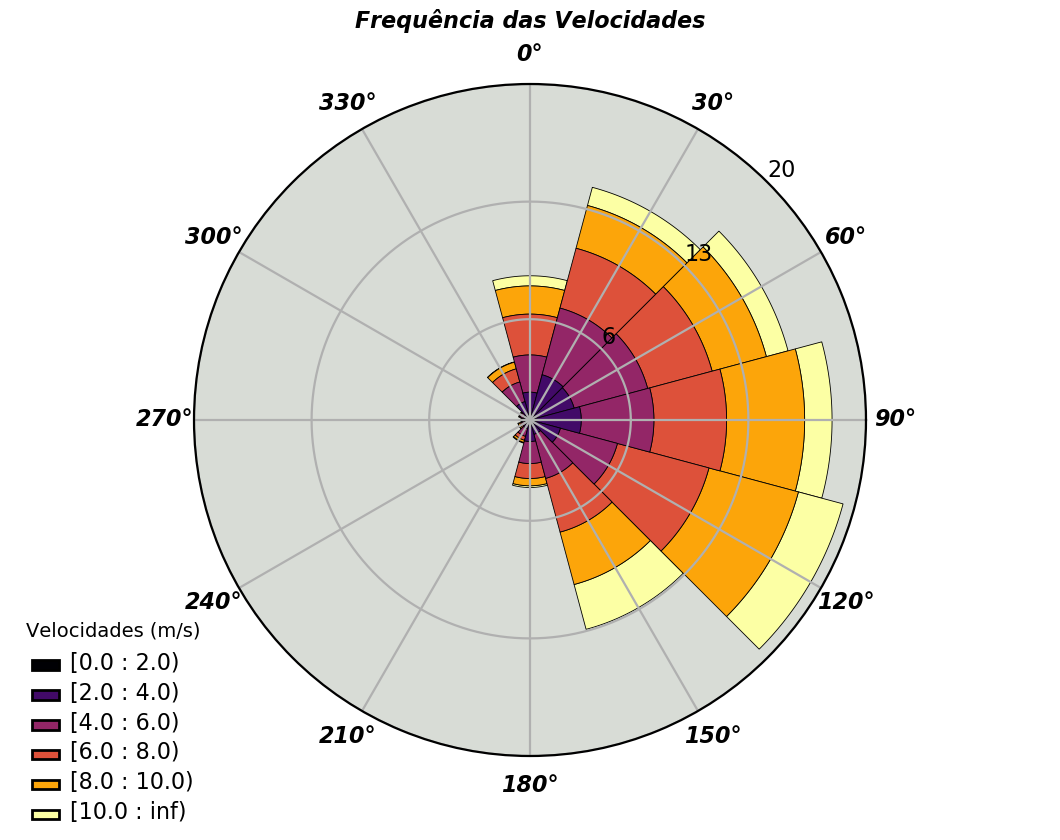 Frequência das Velocidades
0°
330°
30°
20
300°
60°
13
6
270°
90°
240°
120°
210°
150°
180°
Velocidades (m/s)
[0.0 : 2.0)
[2.0 : 4.0)
[4.0 : 6.0)
[6.0 : 8.0)
[8.0 : 10.0)
[10.0 : inf)